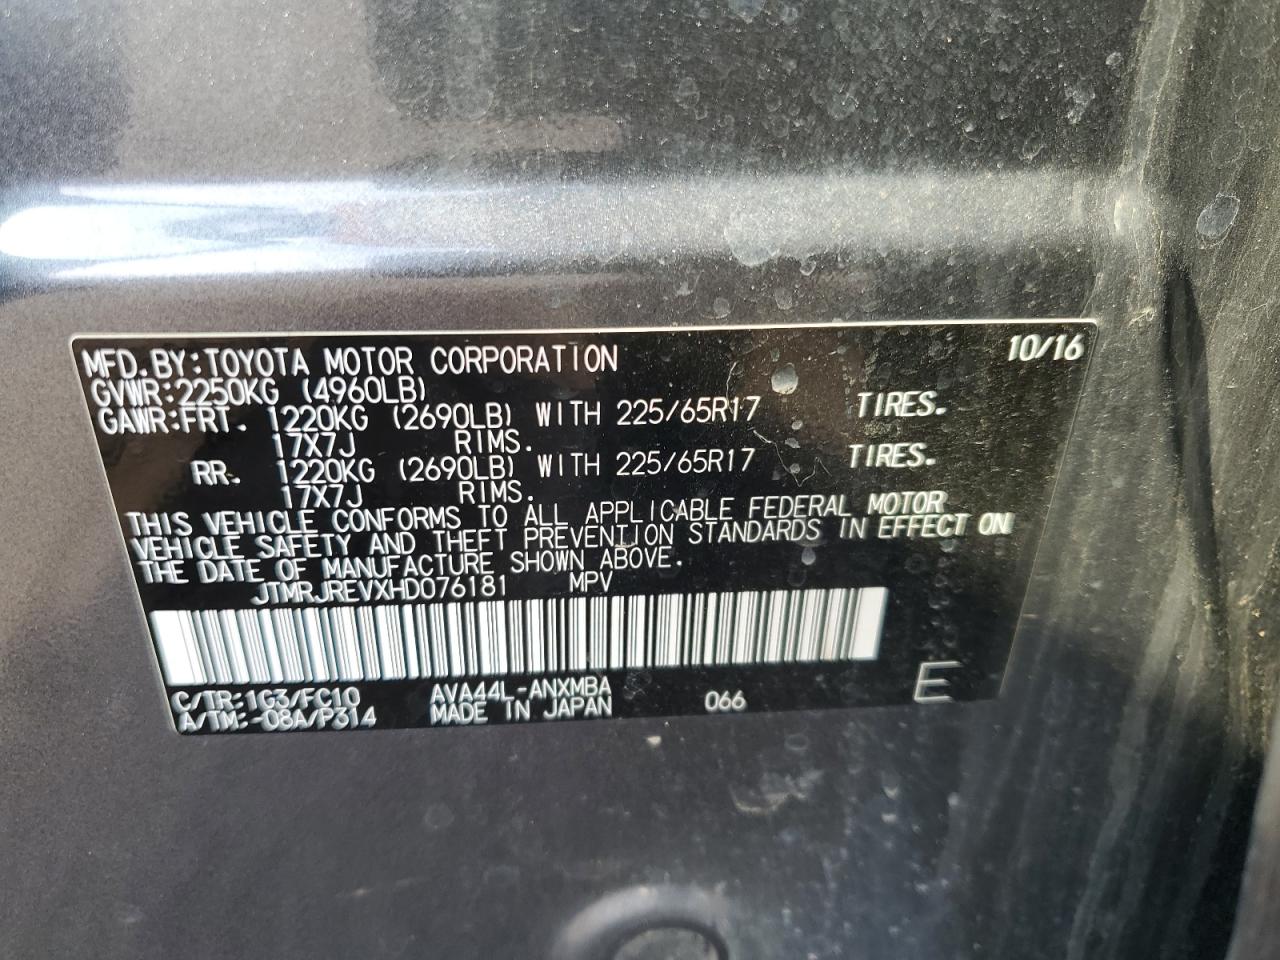 MFD.BY:TOYOTA MOTOR CORPORATION 10/16
GVWR:2250KG (4960LB)
GAWR:FRT. 1220KG (2690LB) WITH 225/65R17 TIRES.
17X7J RIMS.
RR. 1220KG (2690LB) WITH 225/65R17 TIRES.
17X7J RIMS.
THIS VEHICLE CONFORMS TO ALL APPLICABLE FEDERAL MOTOR
VEHICLE SAFETY AND THEFT PREVENTION STANDARDS IN EFFECT ON
THE DATE OF MANUFACTURE SHOWN ABOVE.
JTMRJREVXHD076181 MPV
C/TR:1G3/FC10 AVA44L-ANXMBA 066 E
A/TM:-08A/P314 MADE IN JAPAN